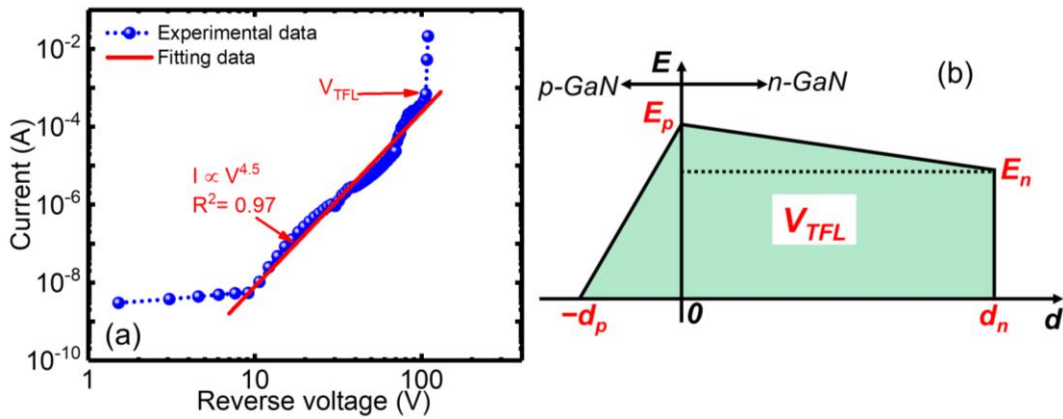 Experimental data
Fitting data
V_TFL
I ∝ V^4.5
R^2= 0.97
10^-2
10^-4
10^-6
10^-8
10^-10
Current (A)
(a)
1
10
100
Reverse voltage (V)
E
(b)
p-GaN
n-GaN
E_p
E_n
V_TFL
−d_p
0
d_n
d